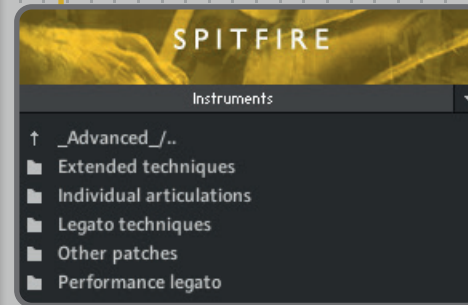 SPITFIRE
Instruments
↑ _Advanced_/..
Extended techniques
Individual articulations
Legato techniques
Other patches
Performance legato